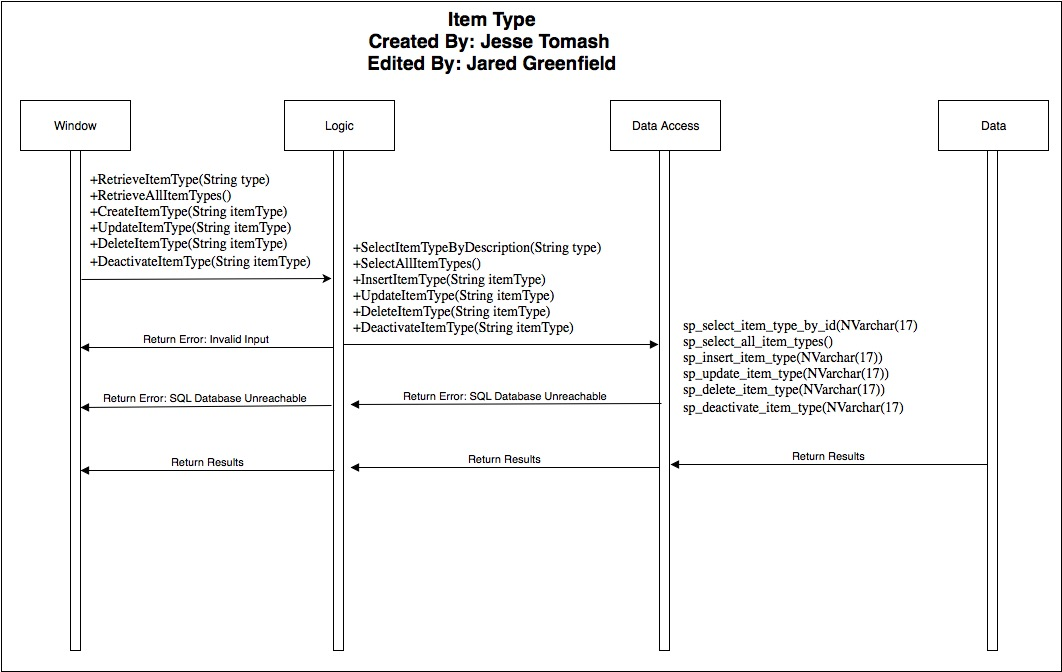 Item Type
Created By: Jesse Tomash
Edited By: Jared Greenfield
Window
Logic
Data Access
Data
+RetrieveItemType(String type)
+RetrieveAllItemTypes()
+CreateItemType(String itemType)
+UpdateItemType(String itemType)
+DeleteItemType(String itemType)
+DeactivateItemType(String itemType)
+SelectItemTypeByDescription(String type)
+SelectAllItemTypes()
+InsertItemType(String itemType)
+UpdateItemType(String itemType)
+DeleteItemType(String itemType)
+DeactivateItemType(String itemType)
sp_select_item_type_by_id(NVarchar(17)
sp_select_all_item_types()
sp_insert_item_type(NVarchar(17))
sp_update_item_type(NVarchar(17))
sp_delete_item_type(NVarchar(17))
sp_deactivate_item_type(NVarchar(17)
Return Error: Invalid Input
Return Error: SQL Database Unreachable
Return Error: SQL Database Unreachable
Return Results
Return Results
Return Results